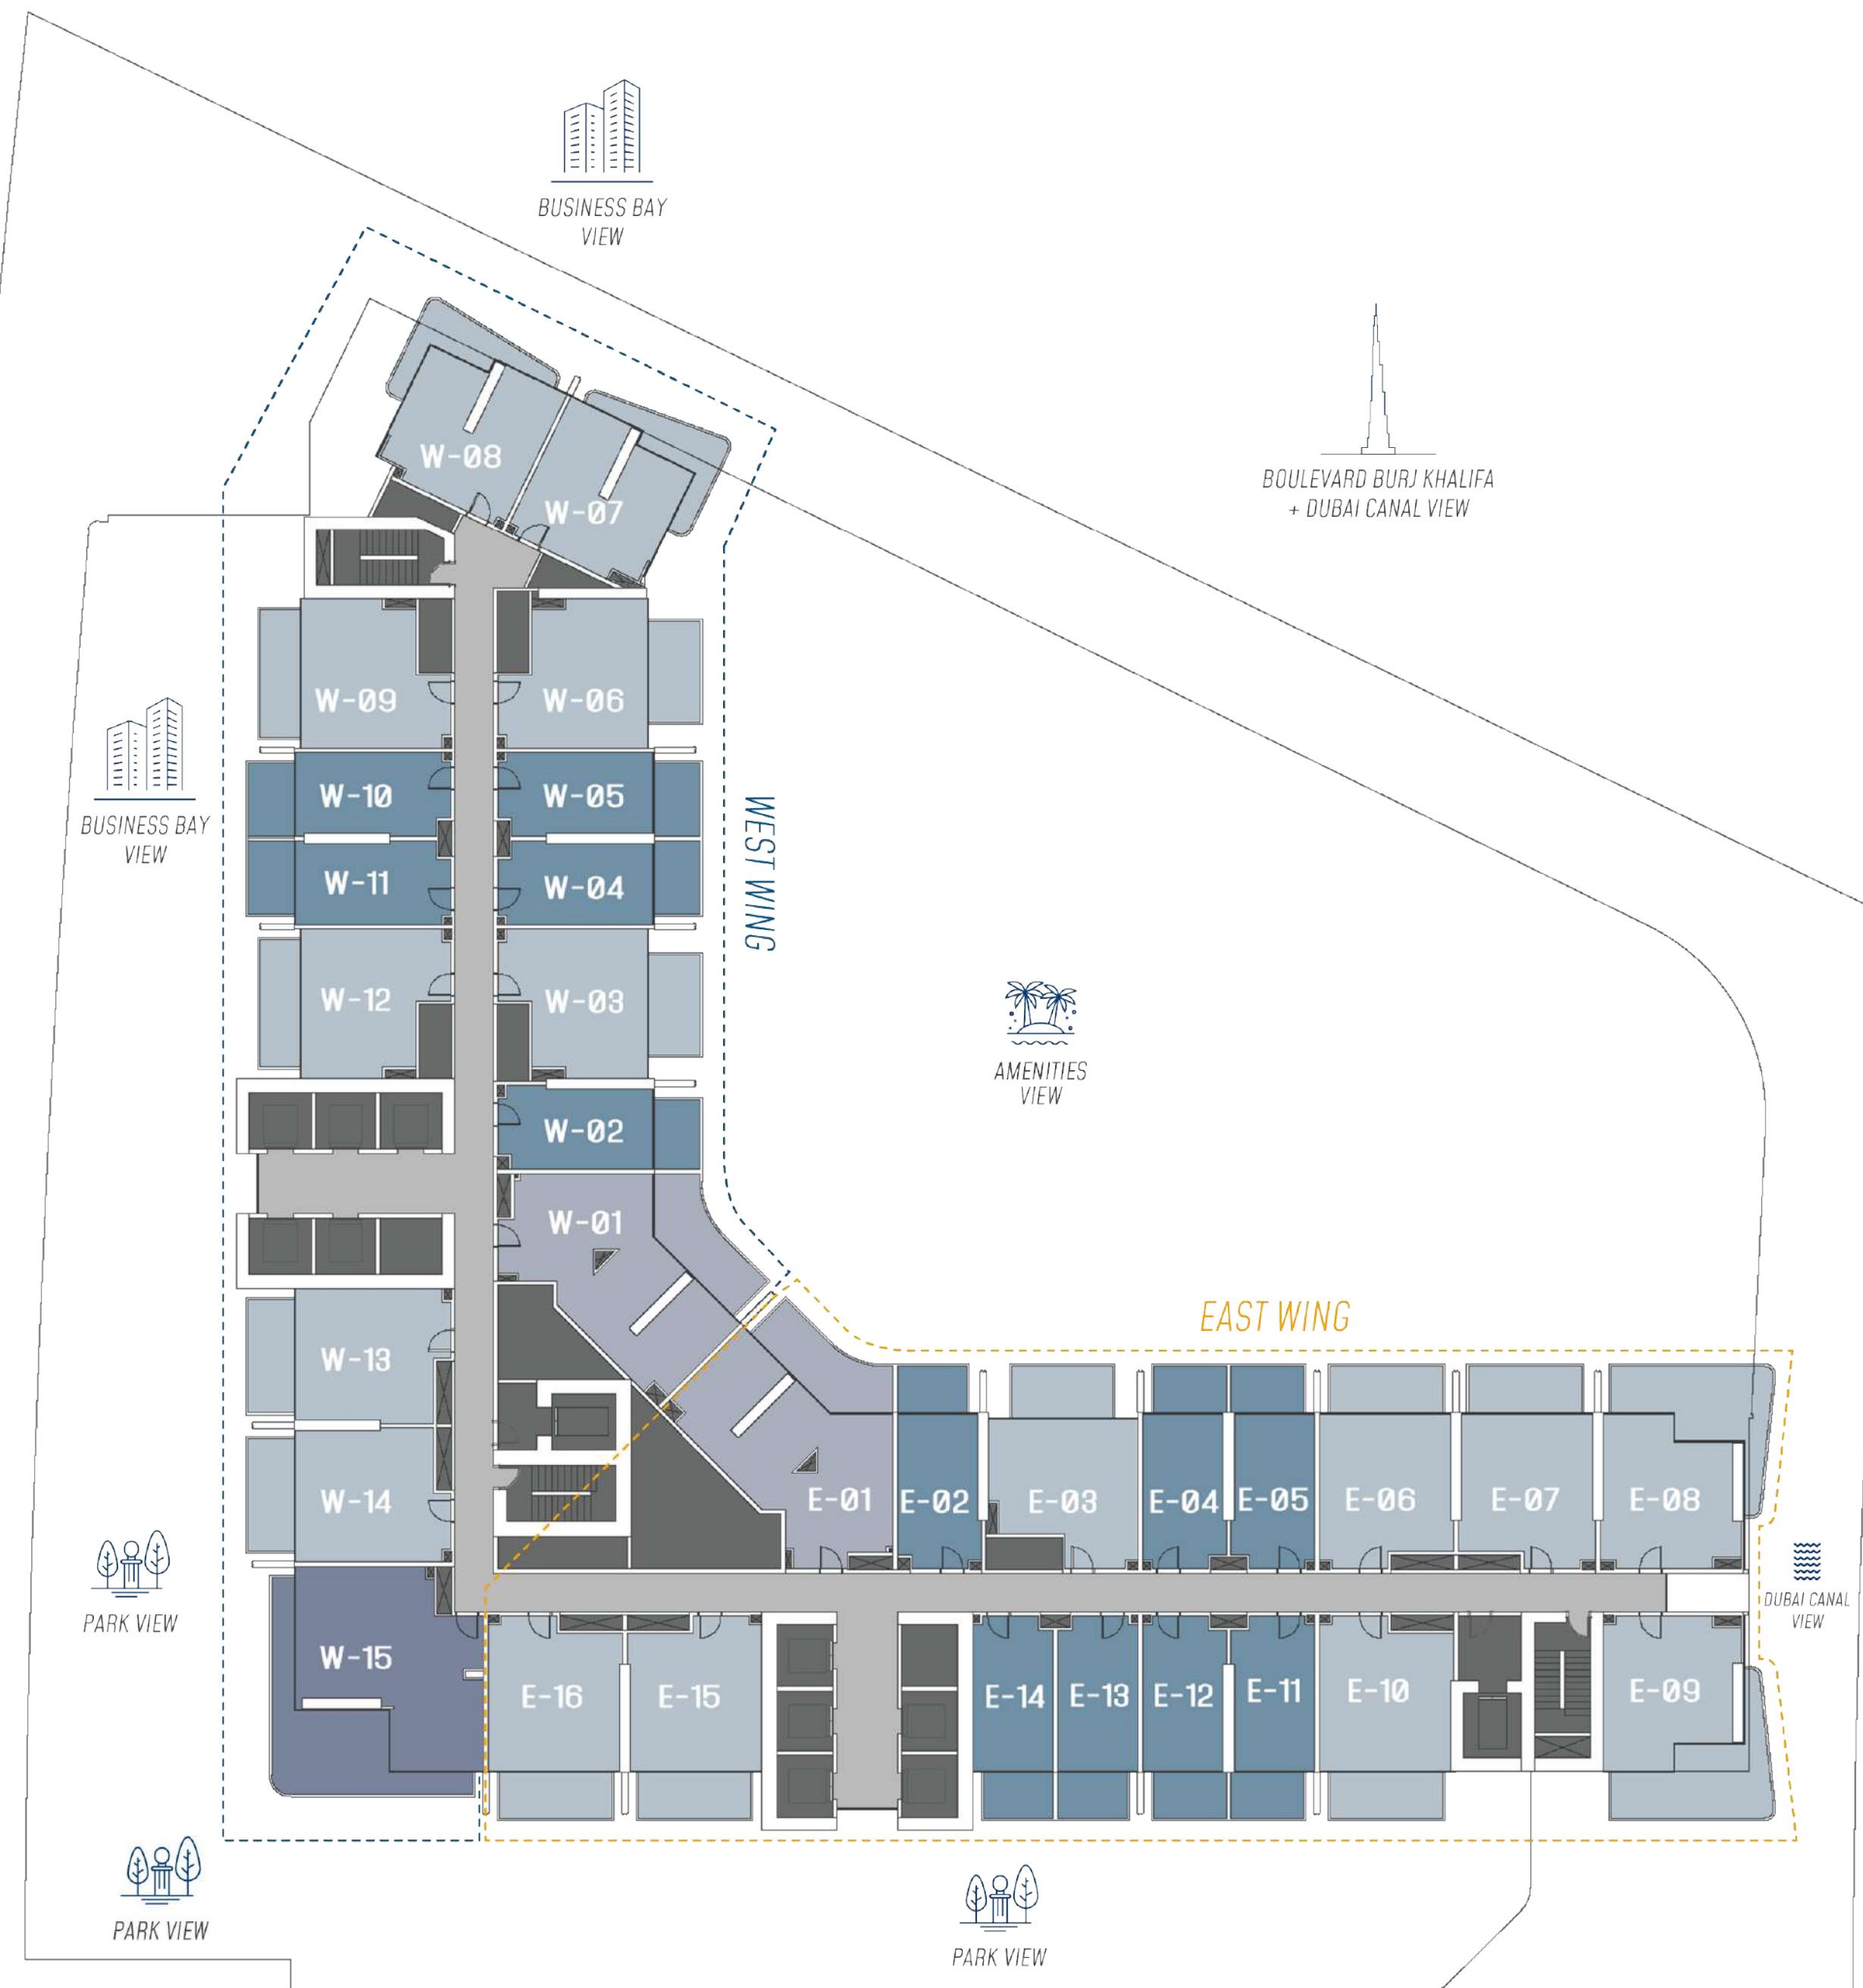 BUSINESS BAY
VIEW
BOULEVARD BURJ KHALIFA
+ DUBAI CANAL VIEW
W-08
W-07
W-09
W-06
BUSINESS BAY
VIEW
W-10
W-05
W-11
W-04
WEST WING
W-12
W-03
AMENITIES
VIEW
W-02
W-01
EAST WING
W-13
W-14
E-01
E-02
E-03
E-04
E-05
E-06
E-07
E-08
PARK VIEW
DUBAI CANAL
VIEW
W-15
E-16
E-15
E-14
E-13
E-12
E-11
E-10
E-09
PARK VIEW
PARK VIEW